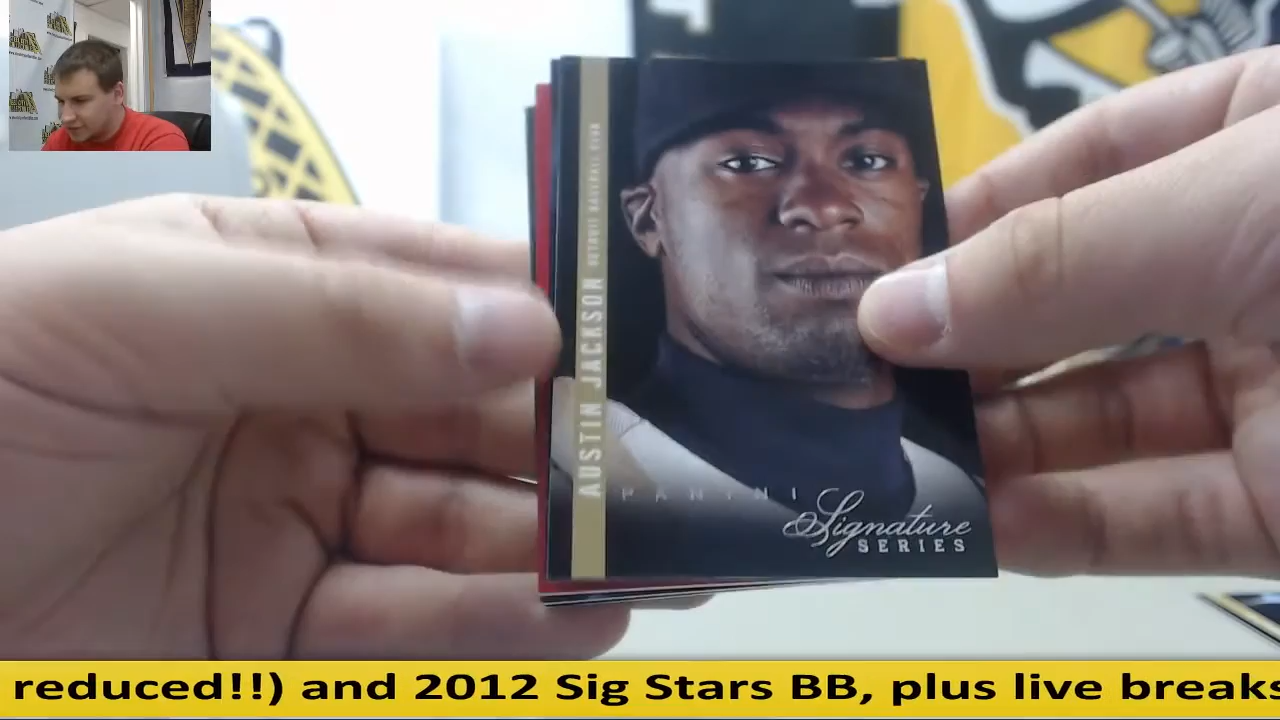 AUSTIN JACKSON DETROIT BASEBALL CLUB
PANINI
Signature
SERIES
reduced!!) and 2012 Sig Stars BB, plus live breaks